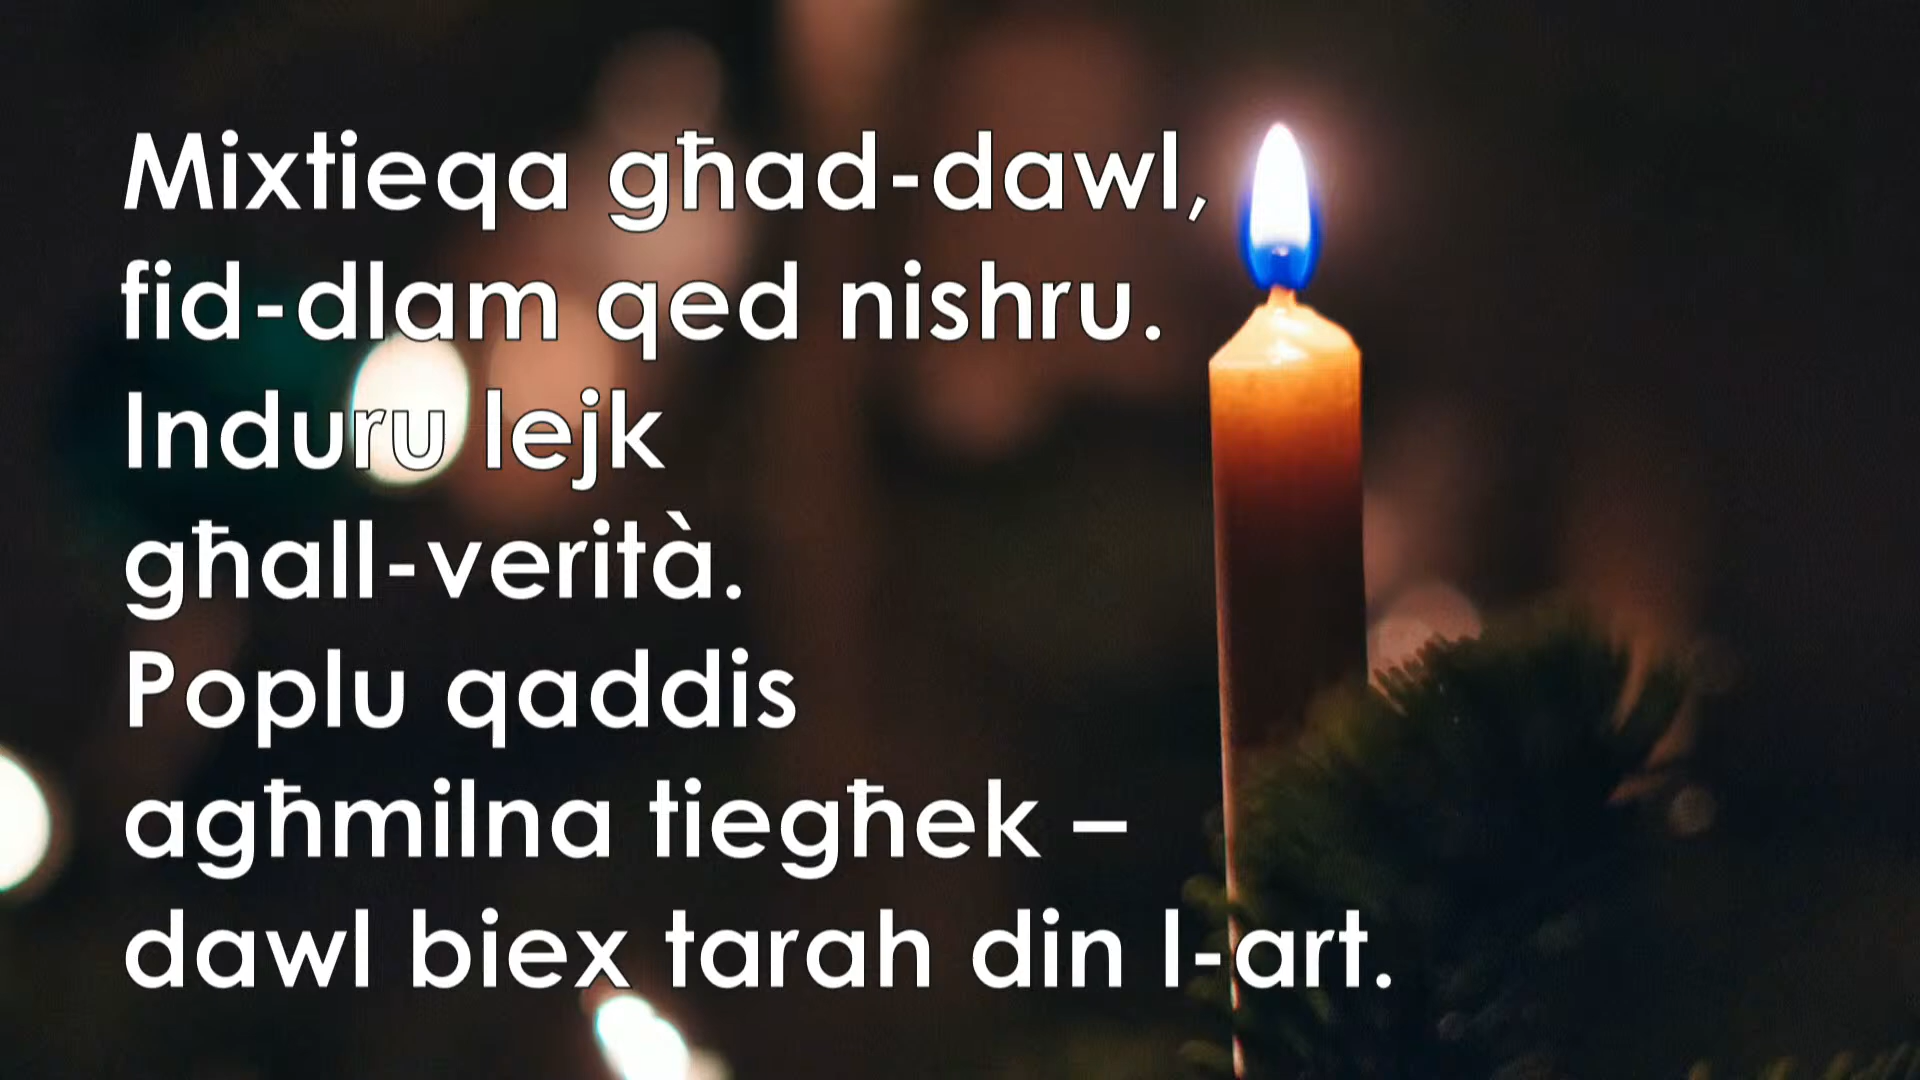 Mixtieqa għad-dawl,
fid-dlam qed nishru.
Induru lejk
għall-verità.
Poplu qaddis
agħmilna tiegħek –
dawl biex tarah din l-art.